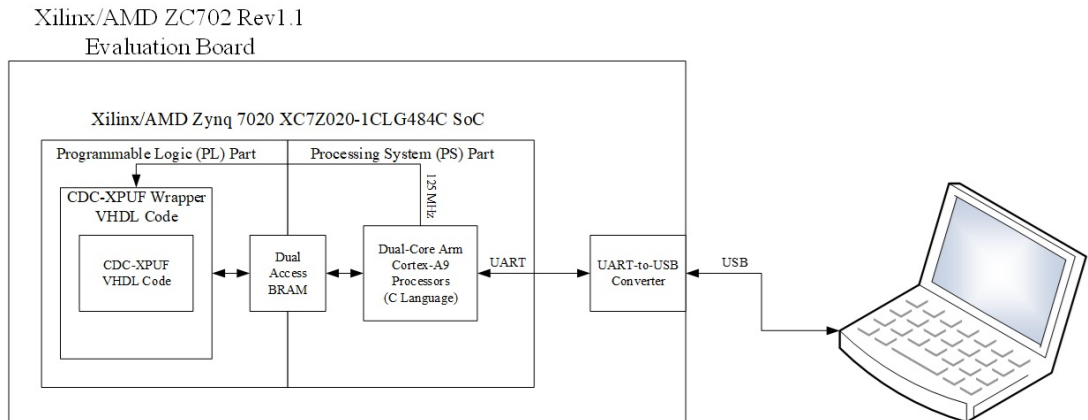 Xilinx/AMD ZC702 Rev1.1
Evaluation Board
Xilinx/AMD Zynq 7020 XC7Z020-1CLG484C SoC
Programmable Logic (PL) Part
Processing System (PS) Part
125 MHz
CDC-XPUF Wrapper
VHDL Code
CDC-XPUF
VHDL Code
Dual
Access
BRAM
Dual-Core Arm
Cortex-A9
Processors
(C Language)
UART
UART-to-USB
Converter
USB